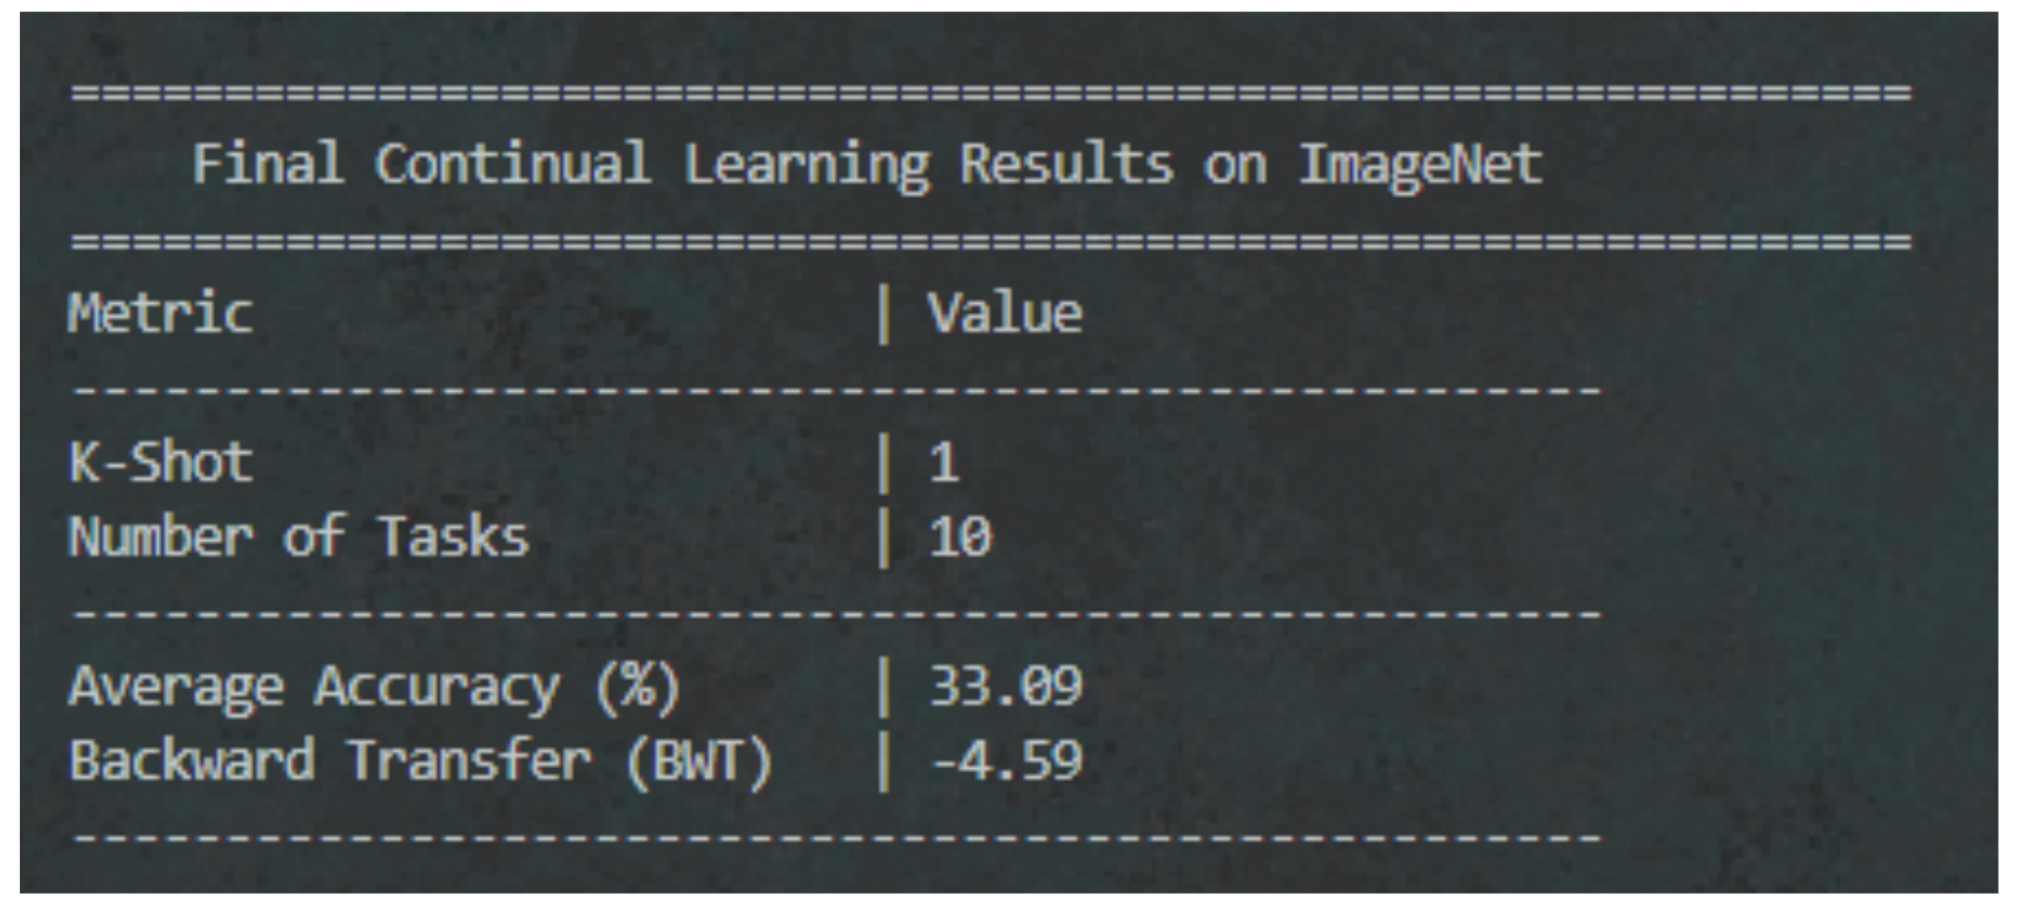 ============================================================
Final Continual Learning Results on ImageNet
============================================================
Metric | Value
--------------------------------------------------
K-Shot | 1
Number of Tasks | 10
--------------------------------------------------
Average Accuracy (%) | 33.09
Backward Transfer (BWT) | -4.59
--------------------------------------------------